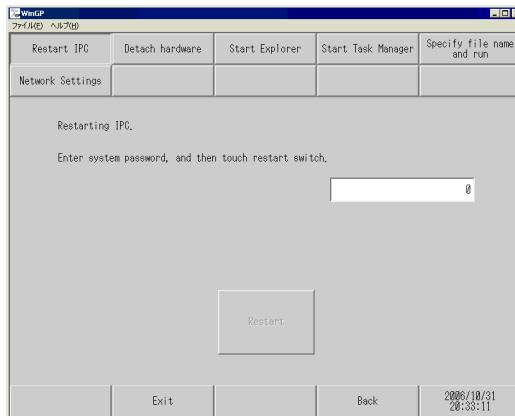 WinGP
ファイル(F) ヘルプ(H)
Restart IPC
Detach hardware
Start Explorer
Start Task Manager
Specify file name
and run
Network Settings
Restarting IPC.
Enter system password, and then touch restart switch.
0
Restart
Exit
Back
2006/10/31
20:33:11